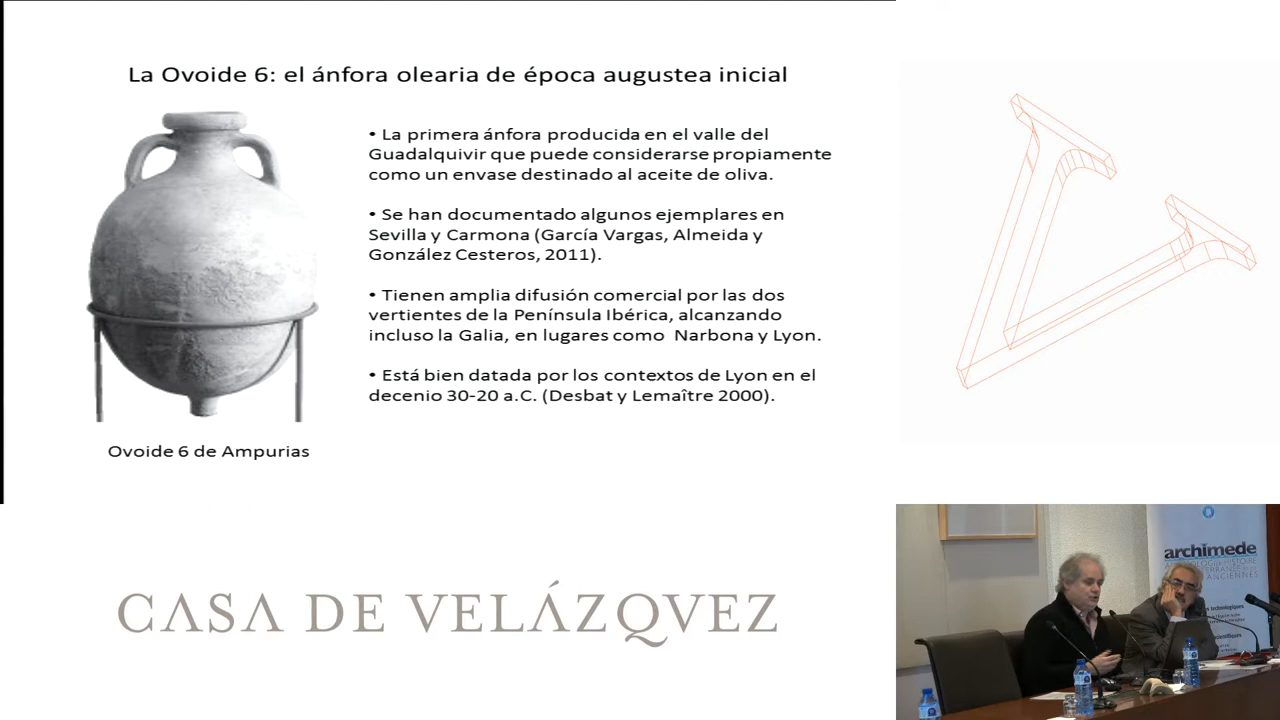 La Ovoide 6: el ánfora olearia de época augustea inicial
• La primera ánfora producida en el valle del
Guadalquivir que puede considerarse propiamente
como un envase destinado al aceite de oliva.
• Se han documentado algunos ejemplares en
Sevilla y Carmona (García Vargas, Almeida y
González Cesteros, 2011).
• Tienen amplia difusión comercial por las dos
vertientes de la Península Ibérica, alcanzando
incluso la Galia, en lugares como Narbona y Lyon.
• Está bien datada por los contextos de Lyon en el
decenio 30-20 a.C. (Desbat y Lemaître 2000).
Ovoide 6 de Ampurias
CASA DE VELÁZQVEZ
archimede
ANCIENNES